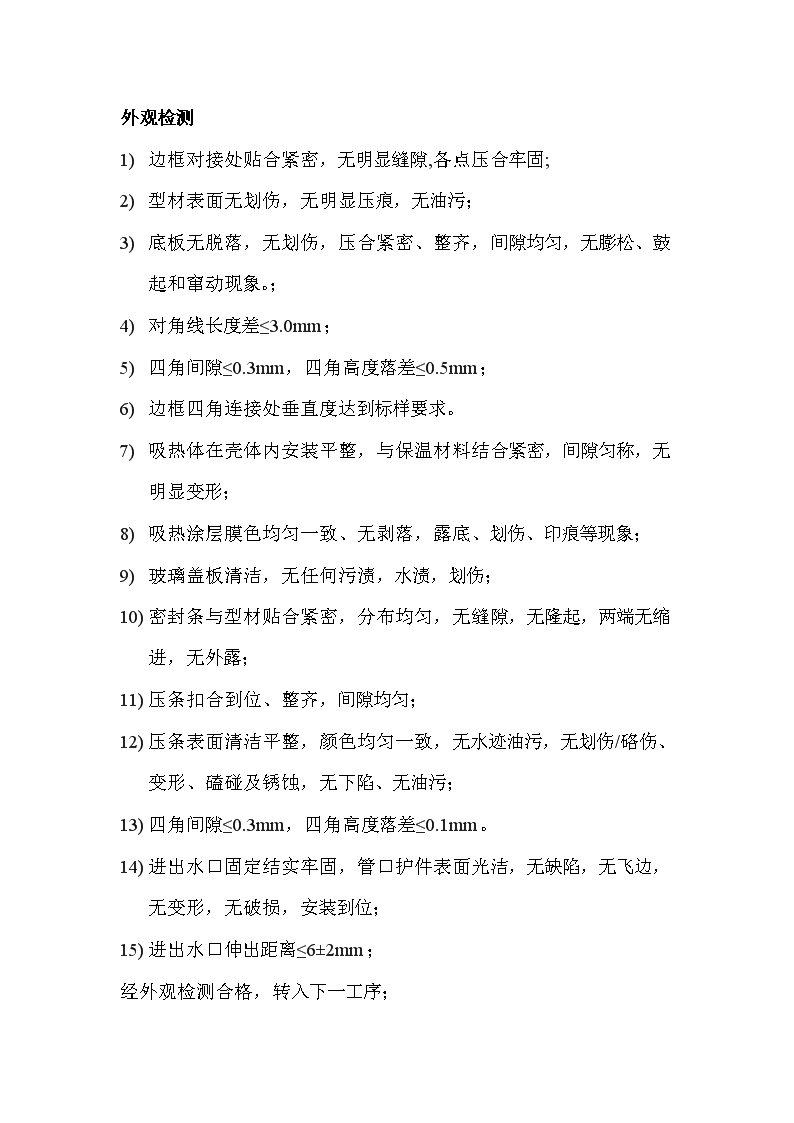 外观检测
1) 边框对接处贴合紧密，无明显缝隙,各点压合牢固;
2) 型材表面无划伤，无明显压痕，无油污；
3) 底板无脱落，无划伤，压合紧密、整齐，间隙均匀，无膨松、鼓
起和窜动现象。；
4) 对角线长度差≤3.0mm；
5) 四角间隙≤0.3mm，四角高度落差≤0.5mm；
6) 边框四角连接处垂直度达到标样要求。
7) 吸热体在壳体内安装平整，与保温材料结合紧密，间隙匀称，无
明显变形；
8) 吸热涂层膜色均匀一致、无剥落，露底、划伤、印痕等现象；
9) 玻璃盖板清洁，无任何污渍，水渍，划伤；
10) 密封条与型材贴合紧密，分布均匀，无缝隙，无隆起，两端无缩
进，无外露；
11) 压条扣合到位、整齐，间隙均匀；
12) 压条表面清洁平整，颜色均匀一致，无水迹油污，无划伤/硌伤、
变形、磕碰及锈蚀，无下陷、无油污；
13) 四角间隙≤0.3mm，四角高度落差≤0.1mm。
14) 进出水口固定结实牢固，管口护件表面光洁，无缺陷，无飞边，
无变形，无破损，安装到位；
15) 进出水口伸出距离≤6±2mm；
经外观检测合格，转入下一工序；